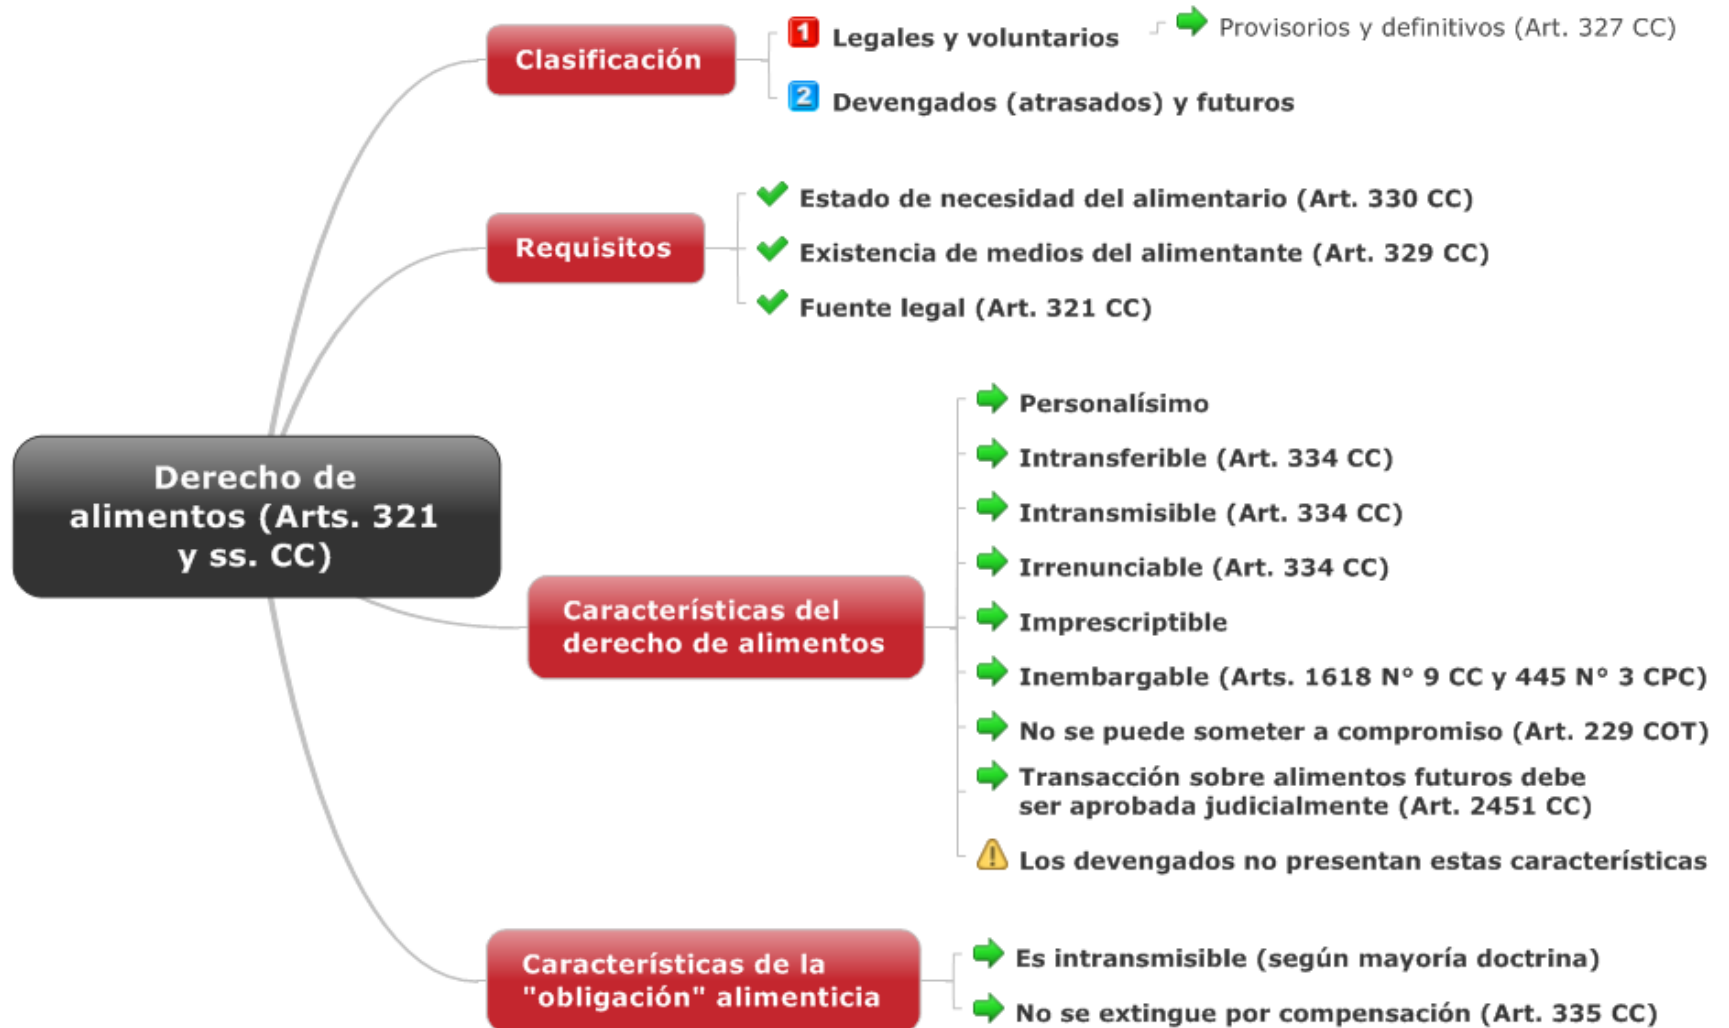 Derecho de
alimentos (Arts. 321
y ss. CC)
Clasificación
1 Legales y voluntarios
Provisorios y definitivos (Art. 327 CC)
2 Devengados (atrasados) y futuros
Requisitos
Estado de necesidad del alimentario (Art. 330 CC)
Existencia de medios del alimentante (Art. 329 CC)
Fuente legal (Art. 321 CC)
Características del
derecho de alimentos
Personalísimo
Intransferible (Art. 334 CC)
Intransmisible (Art. 334 CC)
Irrenunciable (Art. 334 CC)
Imprescriptible
Inembargable (Arts. 1618 Nº 9 CC y 445 Nº 3 CPC)
No se puede someter a compromiso (Art. 229 COT)
Transacción sobre alimentos futuros debe
ser aprobada judicialmente (Art. 2451 CC)
Los devengados no presentan estas características
Características de la
"obligación" alimenticia
Es intransmisible (según mayoría doctrina)
No se extingue por compensación (Art. 335 CC)